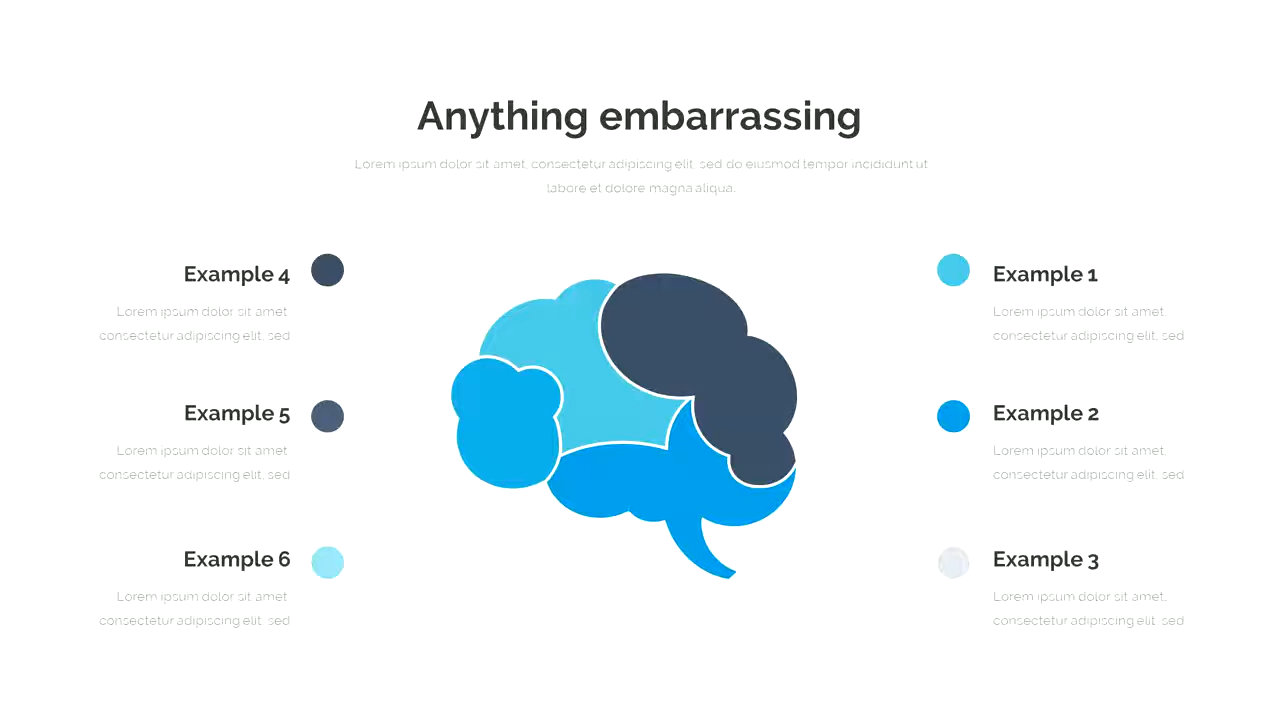 Anything embarrassing
Lorem ipsum dolor sit amet, consectetur adipiscing elit, sed do eiusmod tempor incididunt ut
labore et dolore magna aliqua.
Example 4
Lorem ipsum dolor sit amet
consectetur adipiscing elit, sed
Example 5
Lorem ipsum dolor sit amet
consectetur adipiscing elit, sed
Example 6
Lorem ipsum dolor sit amet
consectetur adipiscing elit, sed
Example 1
Lorem ipsum dolor sit amet,
consectetur adipiscing elit, sed
Example 2
Lorem ipsum dolor sit amet,
consectetur adipiscing elit, sed
Example 3
Lorem ipsum dolor sit amet,
consectetur adipiscing elit, sed